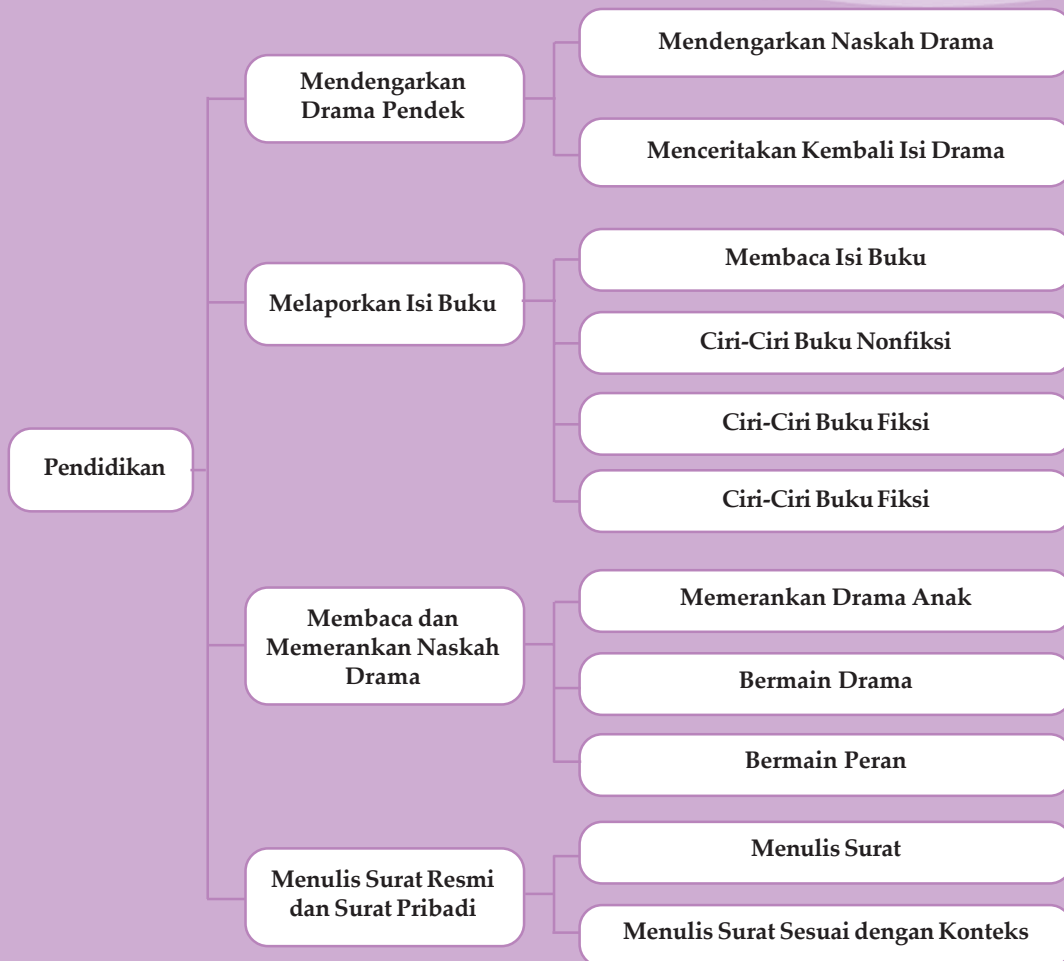 Pendidikan
Mendengarkan
Drama Pendek
Mendengarkan Naskah Drama
Menceritakan Kembali Isi Drama
Melaporkan Isi Buku
Membaca Isi Buku
Ciri-Ciri Buku Nonfiksi
Ciri-Ciri Buku Fiksi
Ciri-Ciri Buku Fiksi
Membaca dan
Memerankan Naskah
Drama
Memerankan Drama Anak
Bermain Drama
Bermain Peran
Menulis Surat Resmi
dan Surat Pribadi
Menulis Surat
Menulis Surat Sesuai dengan Konteks